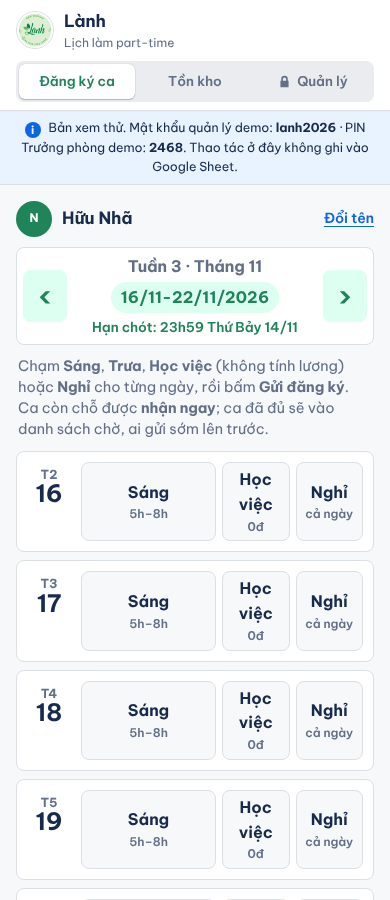 Lành
Lịch làm part-time
Đăng ký ca
Tồn kho
Quản lý
Bản xem thử. Mật khẩu quản lý demo: lanh2026 · PIN
Trưởng phòng demo: 2468. Thao tác ở đây không ghi vào
Google Sheet.
N
Hữu Nhã
Đổi tên
Tuần 3 · Tháng 11
16/11-22/11/2026
Hạn chót: 23h59 Thứ Bảy 14/11
Chạm Sáng, Trưa, Học việc (không tính lương)
hoặc Nghỉ cho từng ngày, rồi bấm Gửi đăng ký.
Ca còn chỗ được nhận ngay; ca đã đủ sẽ vào
danh sách chờ, ai gửi sớm lên trước.
T2
16
Sáng
5h–8h
Học
việc
0đ
Nghỉ
cả ngày
T3
17
Sáng
5h–8h
Học
việc
0đ
Nghỉ
cả ngày
T4
18
Sáng
5h–8h
Học
việc
0đ
Nghỉ
cả ngày
T5
19
Sáng
5h–8h
Học
việc
0đ
Nghỉ
cả ngày